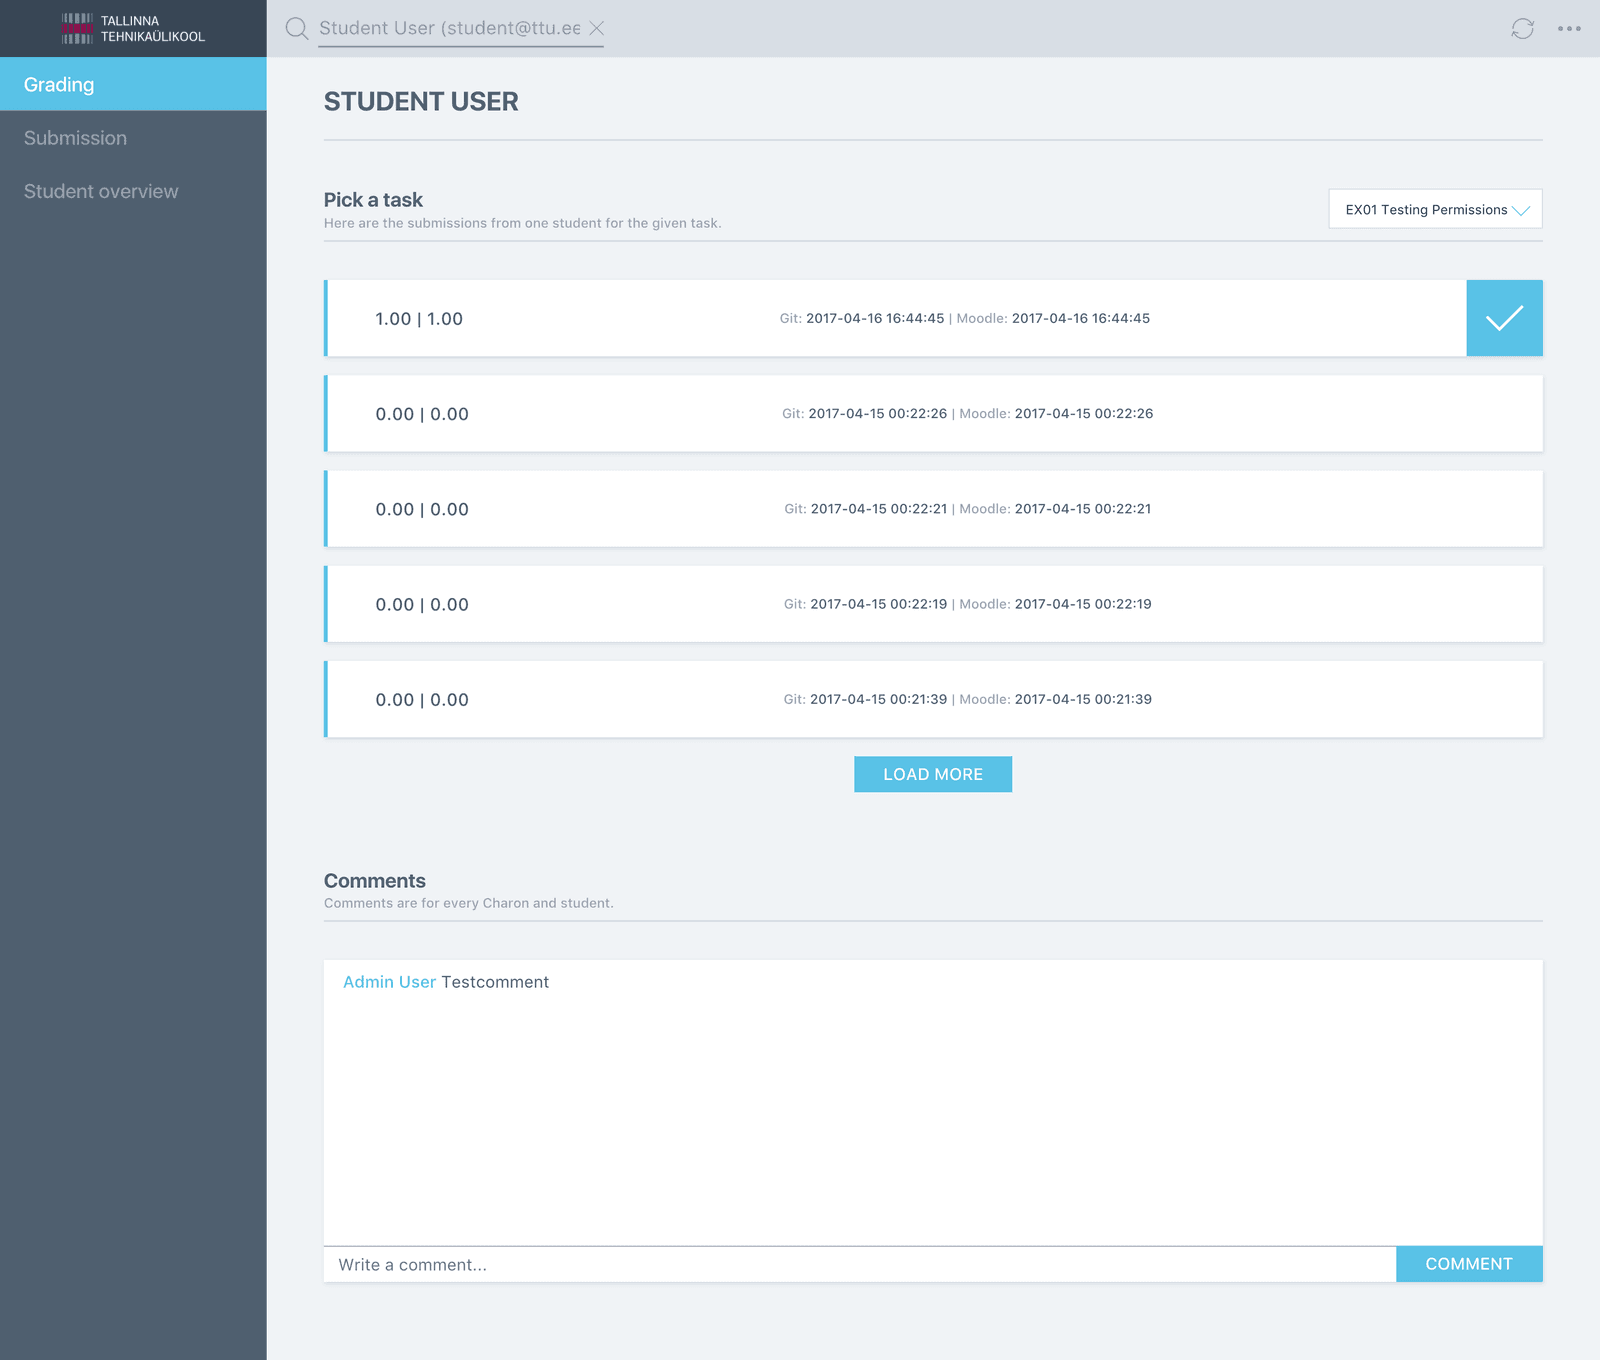 TALLINNA
TEHNIKAÜLIKOOL
Student User (student@ttu.ee
Grading
Submission
Student overview
STUDENT USER
Pick a task
Here are the submissions from one student for the given task.
EX01 Testing Permissions
1.00 | 1.00 Git: 2017-04-16 16:44:45 | Moodle: 2017-04-16 16:44:45
0.00 | 0.00 Git: 2017-04-15 00:22:26 | Moodle: 2017-04-15 00:22:26
0.00 | 0.00 Git: 2017-04-15 00:22:21 | Moodle: 2017-04-15 00:22:21
0.00 | 0.00 Git: 2017-04-15 00:22:19 | Moodle: 2017-04-15 00:22:19
0.00 | 0.00 Git: 2017-04-15 00:21:39 | Moodle: 2017-04-15 00:21:39
LOAD MORE
Comments
Comments are for every Charon and student.
Admin User Testcomment
Write a comment...
COMMENT